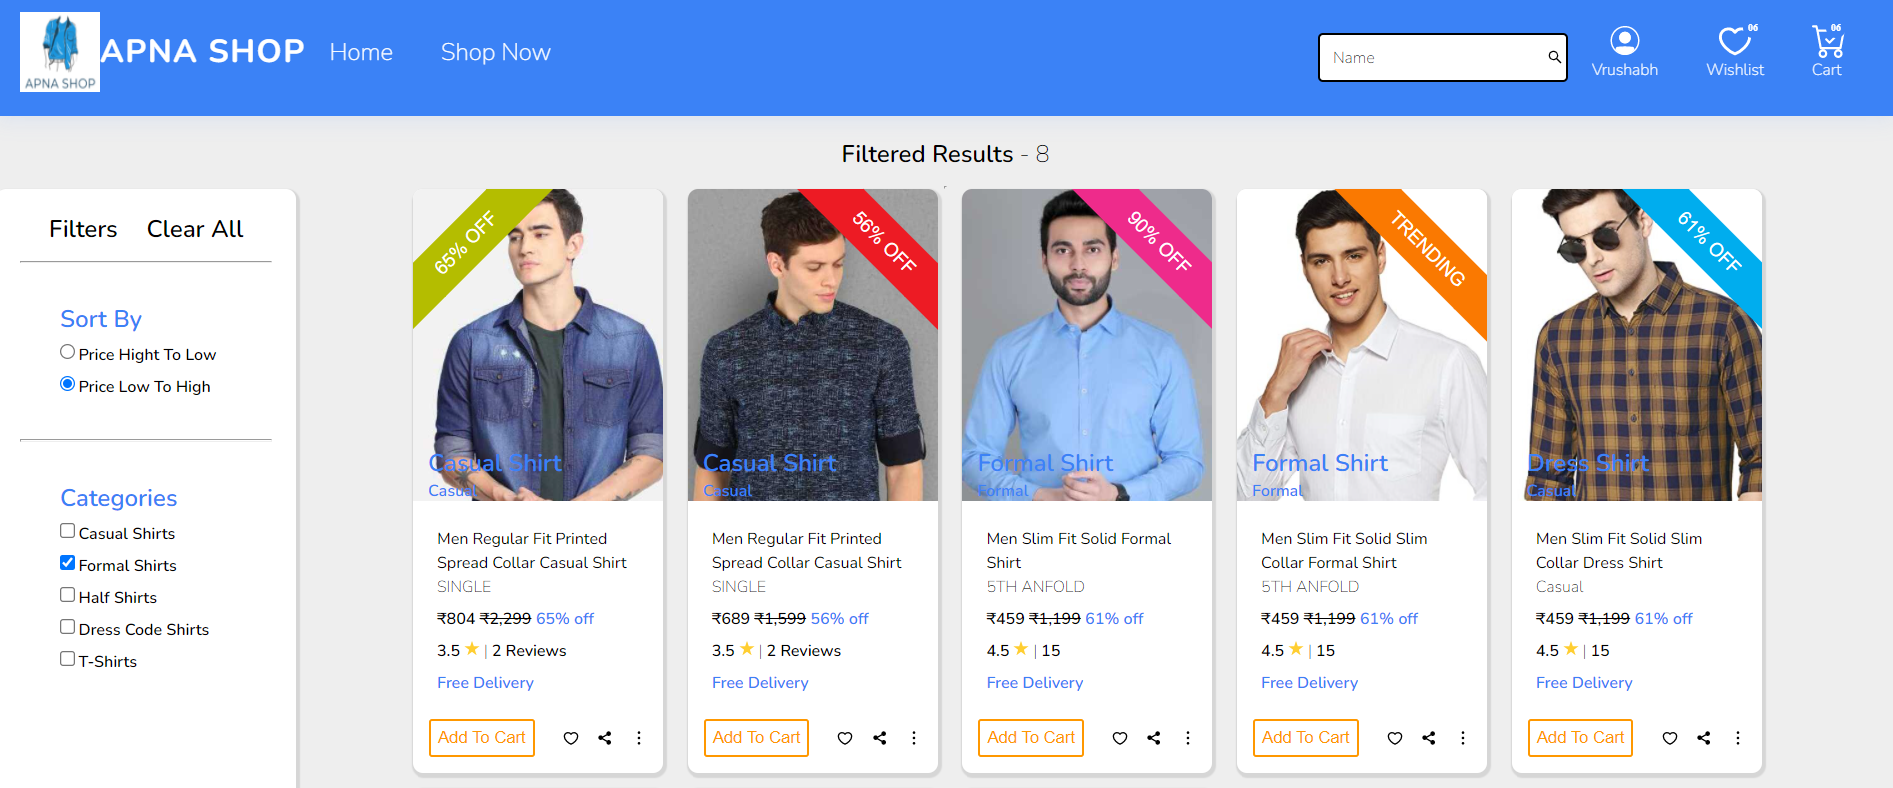 APNA SHOP
APNA SHOP
Home
Shop Now
Name
Vrushabh
06
Wishlist
06
Cart
Filtered Results - 8
Filters
Clear All
Sort By
Price Hight To Low
Price Low To High
Categories
Casual Shirts
Formal Shirts
Half Shirts
Dress Code Shirts
T-Shirts
65% OFF
Casual Shirt
Casual
Men Regular Fit Printed
Spread Collar Casual Shirt
SINGLE
₹804 ₹2,299 65% off
3.5 ★ | 2 Reviews
Free Delivery
Add To Cart
56% OFF
Casual Shirt
Casual
Men Regular Fit Printed
Spread Collar Casual Shirt
SINGLE
₹689 ₹1,599 56% off
3.5 ★ | 2 Reviews
Free Delivery
Add To Cart
90% OFF
Formal Shirt
Formal
Men Slim Fit Solid Formal
Shirt
5TH ANFOLD
₹459 ₹1,199 61% off
4.5 ★ | 15
Free Delivery
Add To Cart
TRENDING
Formal Shirt
Formal
Men Slim Fit Solid Slim
Collar Formal Shirt
5TH ANFOLD
₹459 ₹1,199 61% off
4.5 ★ | 15
Free Delivery
Add To Cart
61% OFF
Dress Shirt
Casual
Men Slim Fit Solid Slim
Collar Dress Shirt
Casual
₹459 ₹1,199 61% off
4.5 ★ | 15
Free Delivery
Add To Cart